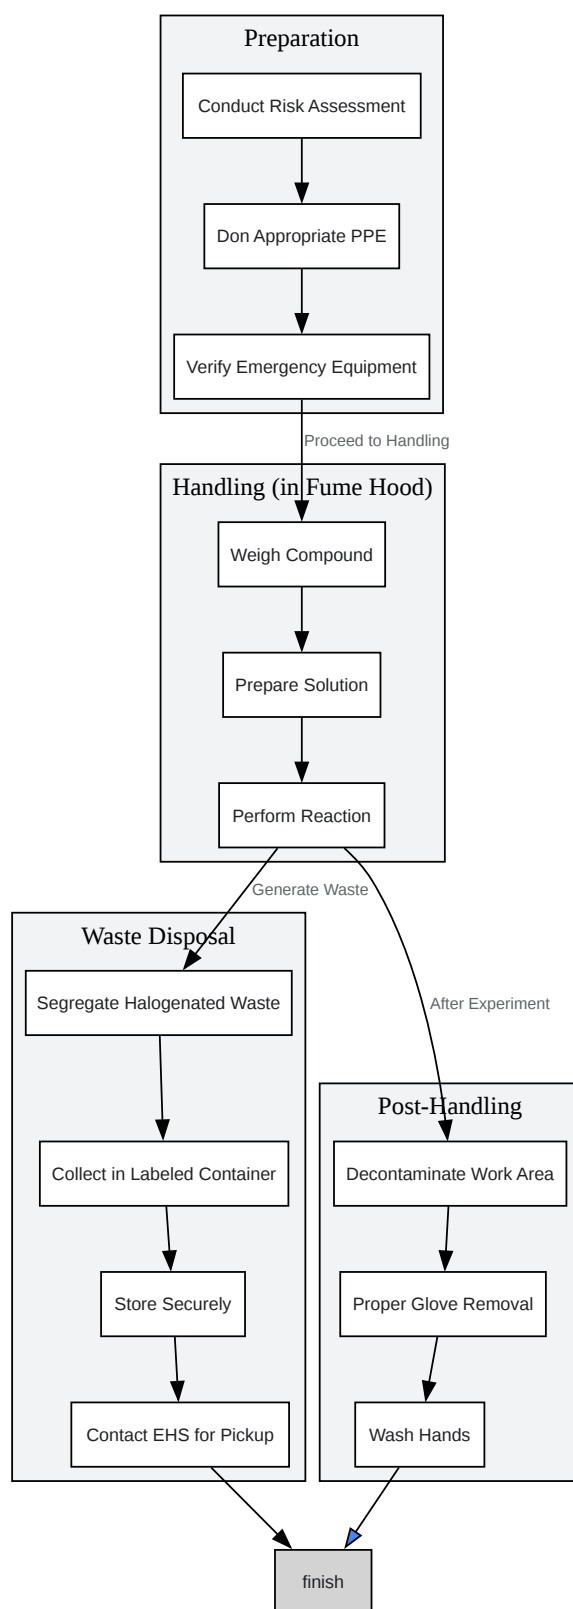 Preparation
Conduct Risk Assessment
Don Appropriate PPE
Verify Emergency Equipment
Proceed to Handling
Handling (in Fume Hood)
Weigh Compound
Prepare Solution
Perform Reaction
Generate Waste
Waste Disposal
Segregate Halogenated Waste
Collect in Labeled Container
Store Securely
Contact EHS for Pickup
After Experiment
Post-Handling
Decontaminate Work Area
Proper Glove Removal
Wash Hands
finish